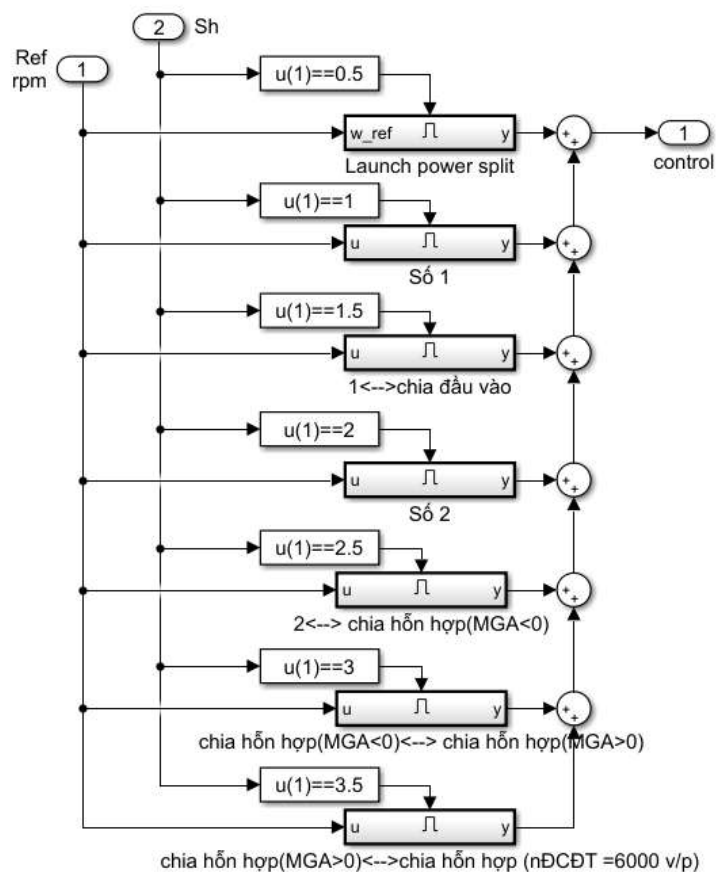 2
Sh
Ref
rpm
1
u(1)==0.5
w_ref
y
Launch power split
1
control
u(1)==1
u
y
Số 1
u(1)==1.5
u
y
1<-->chia đầu vào
u(1)==2
u
y
Số 2
u(1)==2.5
u
y
2<--> chia hỗn hợp(MGA<0)
u(1)==3
u
y
chia hỗn hợp(MGA<0)<--> chia hỗn hợp(MGA>0)
u(1)==3.5
u
y
chia hỗn hợp(MGA>0)<-->chia hỗn hợp (nĐCĐT =6000 v/p)